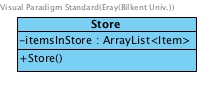 Visual Paradigm Standard(Eray(Bilkent Univ.))
Store
-itemsInStore : ArrayList<Item>
+Store()